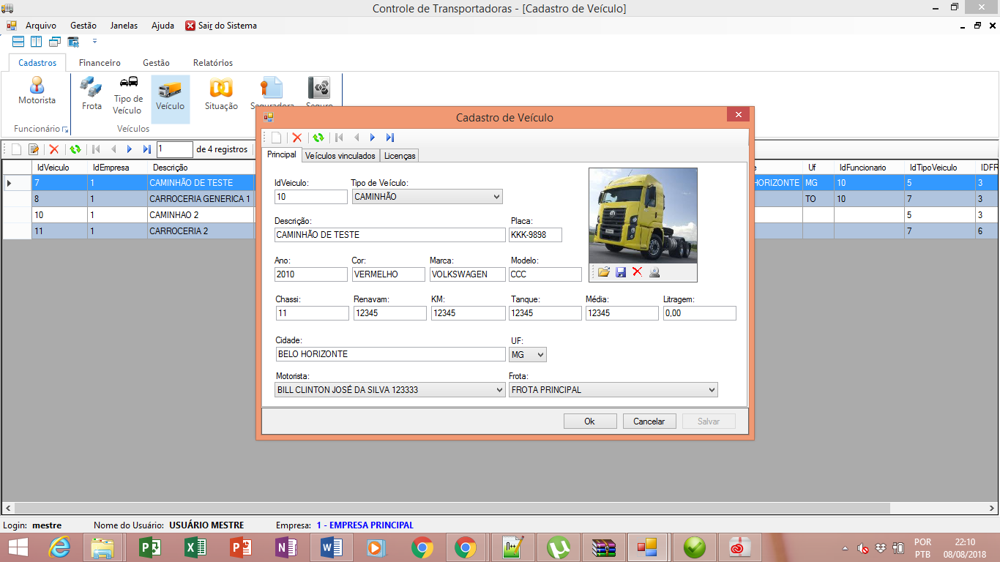 Controle de Transportadoras - [Cadastro de Veículo]
Arquivo Gestão Janelas Ajuda Sair do Sistema
Cadastros Financeiro Gestão Relatórios
Motorista
Frota
Tipo de
Veículo
Veículo
Situação
Funcionário
Veículos
1 de 4 registros
IdVeiculo IdEmpresa Descrição Uf IdFuncionario IdTipoVeiculo IDFR
7 1 CAMINHÃO DE TESTE HORIZONTE MG 10 5 3
8 1 CARROCERIA GENERICA 1 TO 10 7 3
10 1 CAMINHAO 2 5 3
11 1 CARROCERIA 2 7 6
Cadastro de Veículo
Principal Veículos vinculados Licenças
IdVeiculo: Tipo de Veículo:
10 CAMINHÃO
Descrição: Placa:
CAMINHÃO DE TESTE KKK-9898
Ano: Cor: Marca: Modelo:
2010 VERMELHO VOLKSWAGEN CCC
Chassi: Renavam: KM: Tanque: Média: Litragem:
11 12345 12345 12345 12345 0,00
Cidade: UF:
BELO HORIZONTE MG
Motorista: Frota:
BILL CLINTON JOSÉ DA SILVA 123333 FROTA PRINCIPAL
Ok Cancelar Salvar
Login: mestre Nome do Usuário: USUÁRIO MESTRE Empresa: 1 - EMPRESA PRINCIPAL
POR 22:10
PTB 08/08/2018